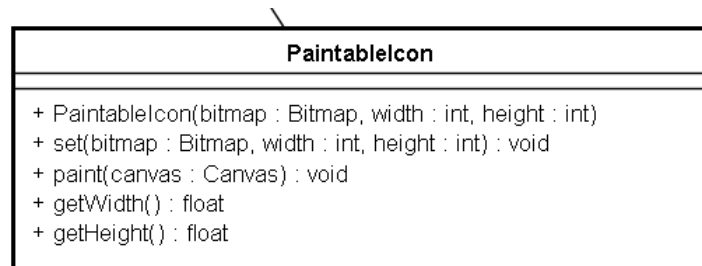 PaintableIcon
+ PaintableIcon(bitmap : Bitmap, width : int, height : int)
+ set(bitmap : Bitmap, width : int, height : int) : void
+ paint(canvas : Canvas) : void
+ getWidth() : float
+ getHeight() : float